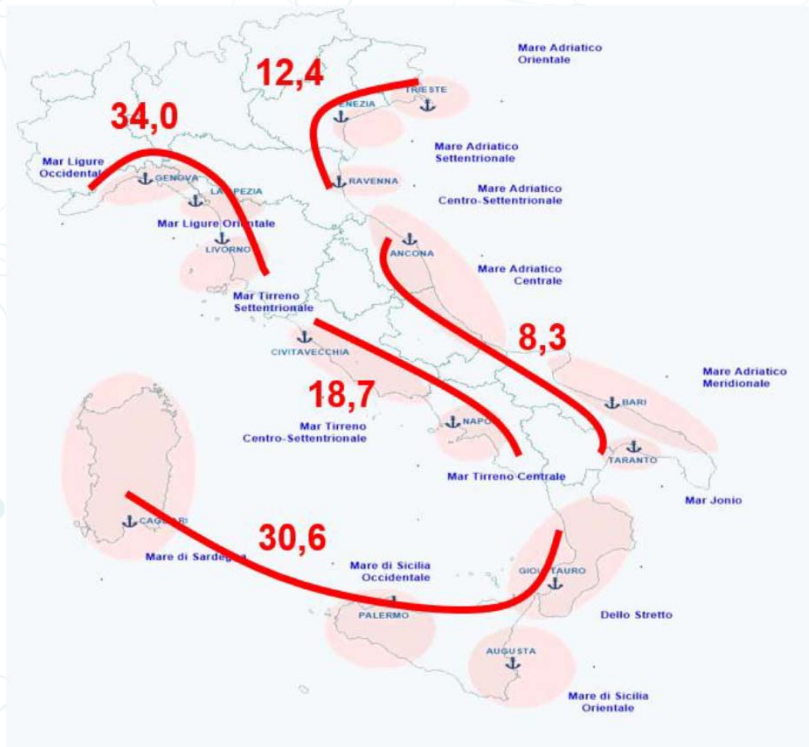 Mare Adriatico
Orientale
12,4
TRIESTE
VENEZIA
34,0
Mare Adriatico
Settentrionale
Mar Ligure
Occidentale
GENOVA
RAVENNA
Mare Adriatico
Centro-Settentrionale
LA SPEZIA
Mar Ligure Orientale
LIVORNO
ANCONA
Mare Adriatico
Centrale
Mar Tirreno
Settentrionale
8,3
CIVITAVECCHIA
Mare Adriatico
Meridionale
18,7
BARI
Mar Tirreno
Centro-Settentrionale
NAPO
TARANTO
Mar Tirreno Centrale
Mar Jonio
CAGLIARI
30,6
Mare di Sardegna
Mare di Sicilia
Occidentale
GIOIA TAURO
PALERMO
Dello Stretto
AUGUSTA
Mare di Sicilia
Orientale